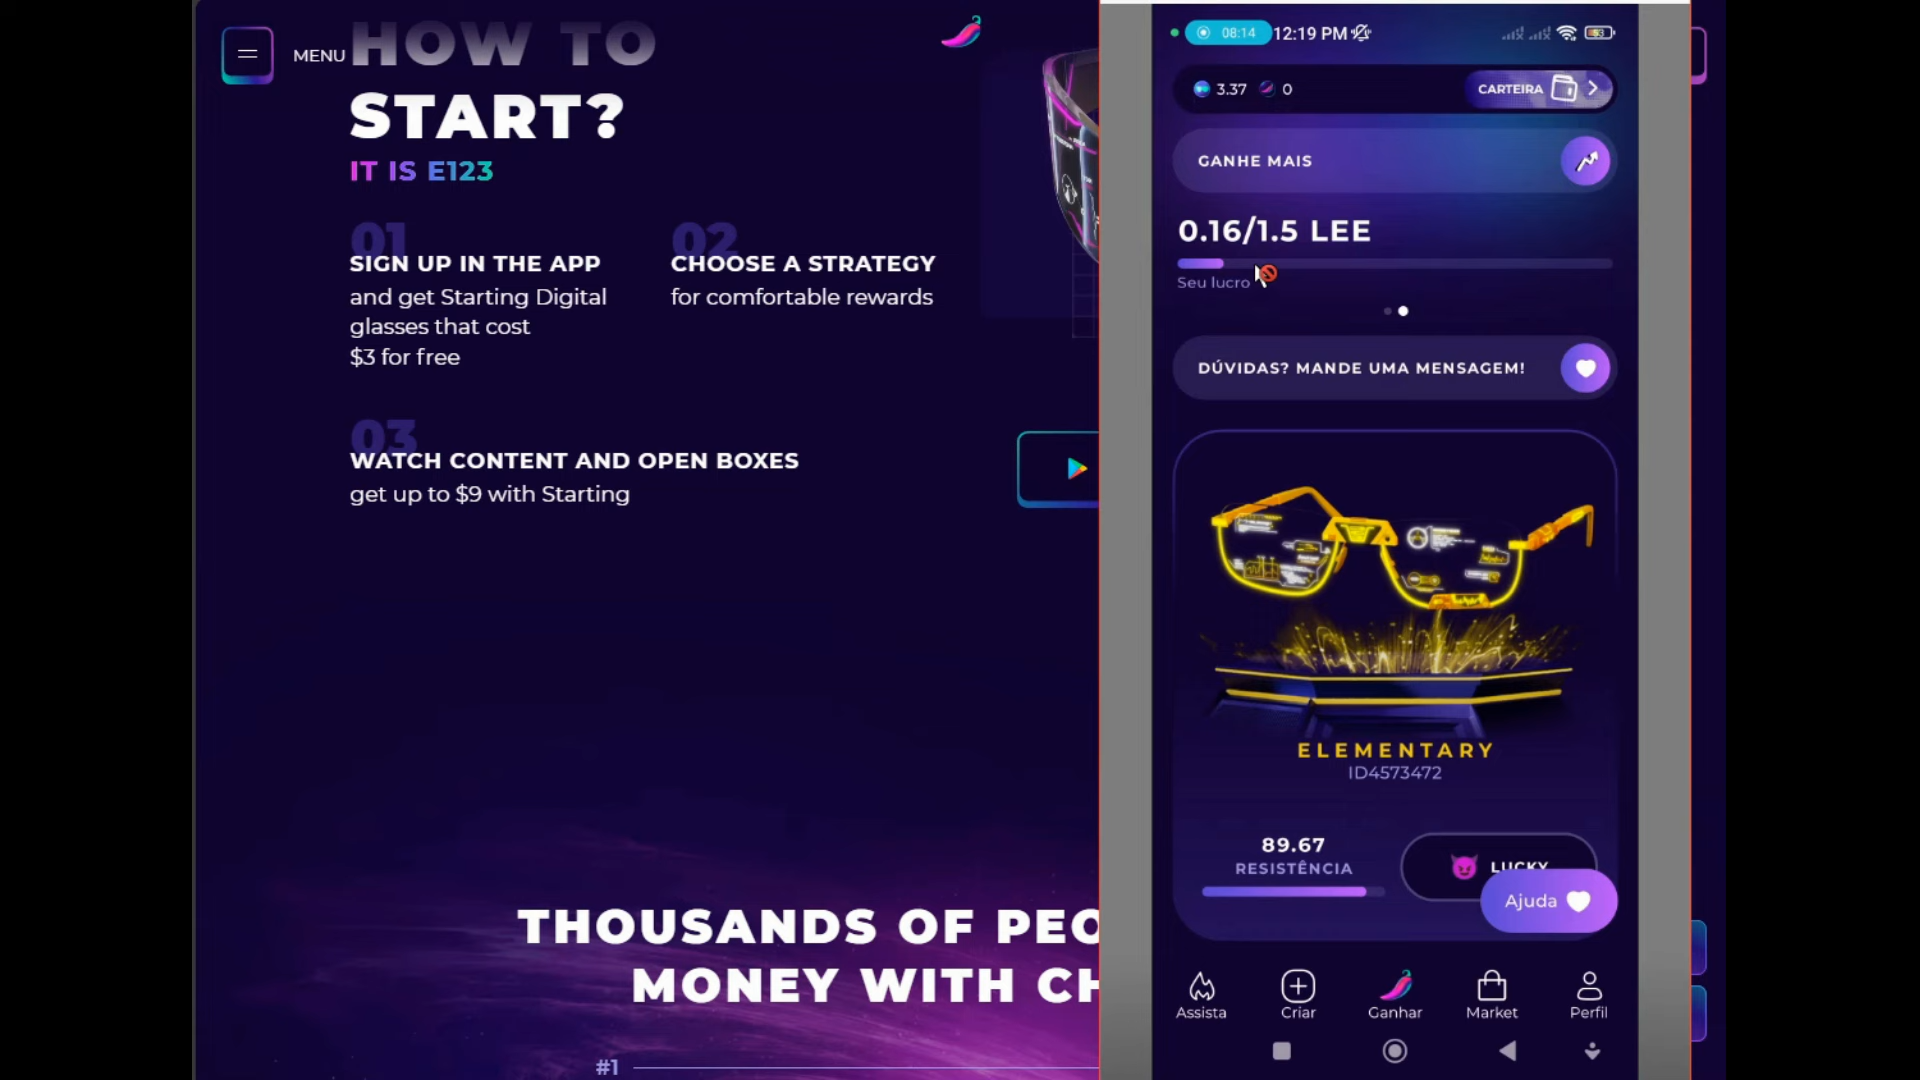 MENU
HOW TO
START?
IT IS E123
01
SIGN UP IN THE APP
and get Starting Digital
glasses that cost
$3 for free
02
CHOOSE A STRATEGY
for comfortable rewards
03
WATCH CONTENT AND OPEN BOXES
get up to $9 with Starting
THOUSANDS OF PEO
MONEY WITH CH
#1
08:14 12:19 PM 53
3.37 0 CARTEIRA
GANHE MAIS
0.16/1.5 LEE
Seu lucro
DÚVIDAS? MANDE UMA MENSAGEM!
ELEMENTARY
ID4573472
89.67
RESISTÊNCIA
LUCKY
Ajuda
Assista Criar Ganhar Market Perfil